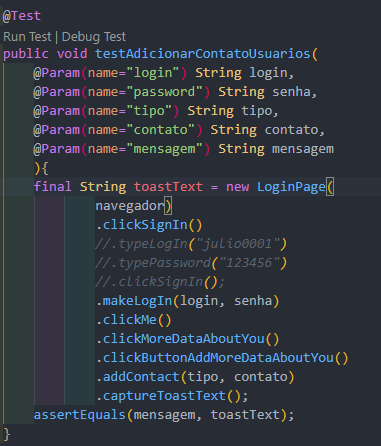 @Test
Run Test | Debug Test
public void testAdicionarContatoUsuarios(
@Param(name="login") String login,
@Param(name="password") String senha,
@Param(name="tipo") String tipo,
@Param(name="contato") String contato,
@Param(name="mensagem") String mensagem
){
final String toastText = new LoginPage(
navegador)
.clickSignIn()
//.typeLogIn("julio0001")
//.typePassword("123456")
//.clickSignIn();
.makeLogIn(login, senha)
.clickMe()
.clickMoreDataAboutYou()
.clickButtonAddMoreDataAboutYou()
.addContact(tipo, contato)
.captureToastText();
assertEquals(mensagem, toastText);
}